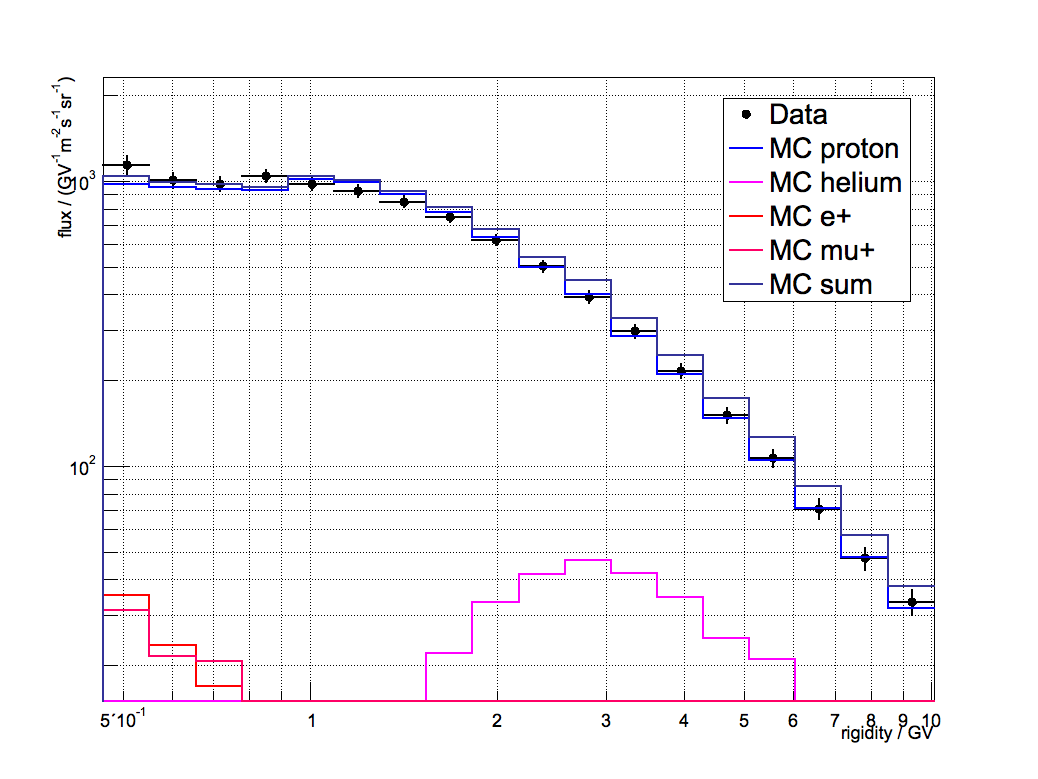 flux / (GV⁻¹m⁻²s⁻¹sr⁻¹)
10³
10²
Data
MC proton
MC helium
MC e+
MC mu+
MC sum
5´10⁻¹ 1 2 3 4 5 6 7 8 9 10
rigidity / GV